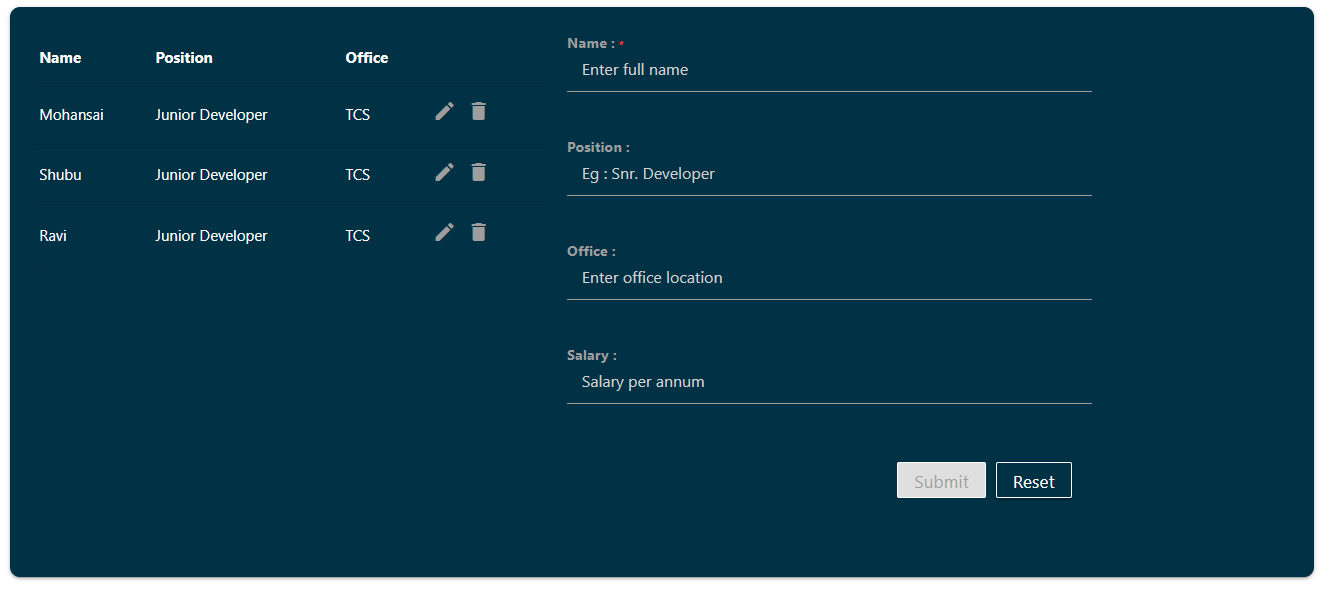 Name Position Office
Mohansai Junior Developer TCS
Shubu Junior Developer TCS
Ravi Junior Developer TCS
Name : *
Enter full name
Position :
Eg : Snr. Developer
Office :
Enter office location
Salary :
Salary per annum
Submit Reset